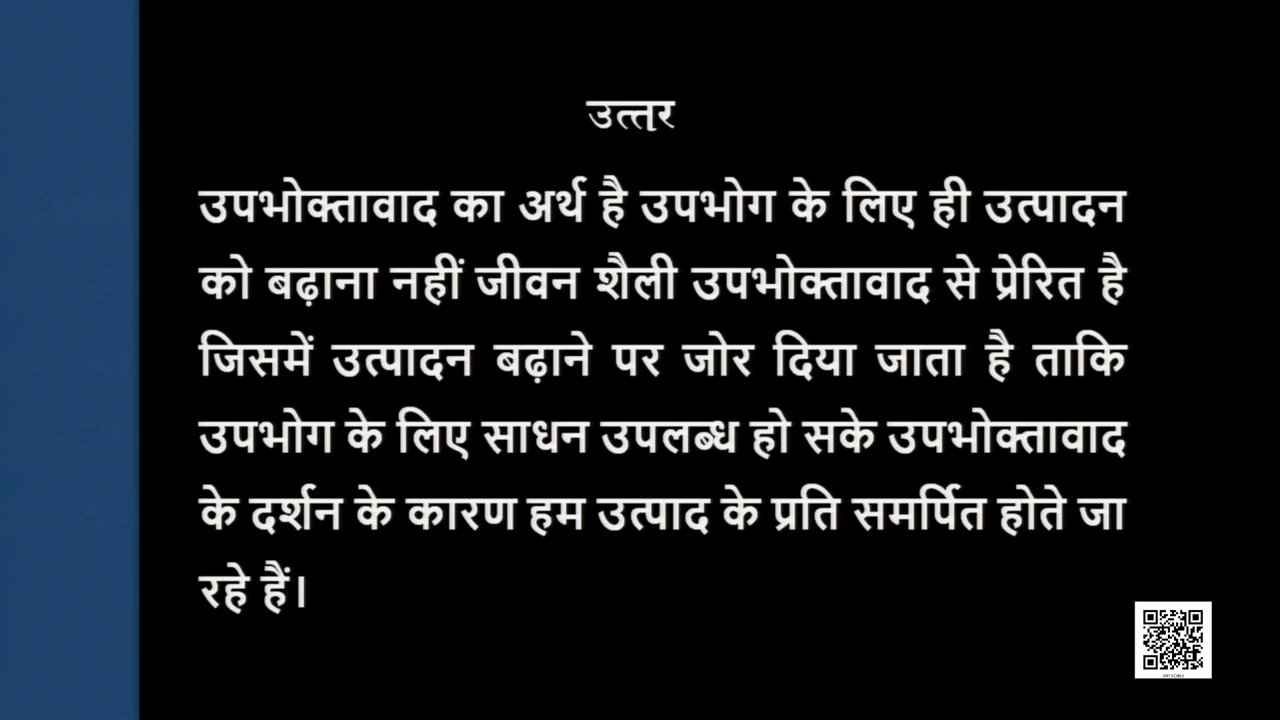 उत्तर
उपभोक्तावाद का अर्थ है उपभोग के लिए ही उत्पादन
को बढ़ाना नहीं जीवन शैली उपभोक्तावाद से प्रेरित है
जिसमें उत्पादन बढ़ाने पर जोर दिया जाता है ताकि
उपभोग के लिए साधन उपलब्ध हो सके उपभोक्तावाद
के दर्शन के कारण हम उत्पाद के प्रति समर्पित होते जा
रहे हैं।